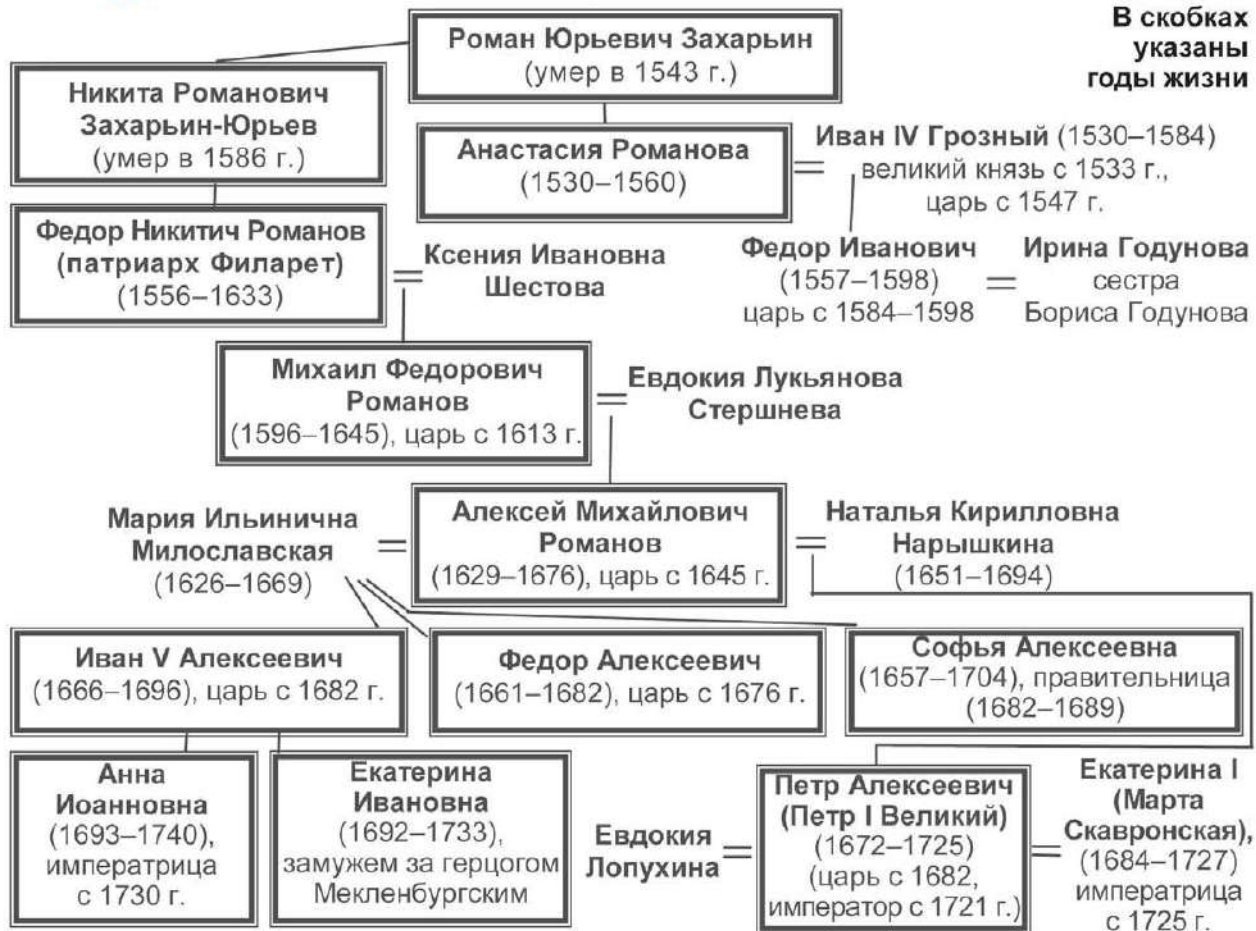 В скобках
указаны
годы жизни
Роман Юрьевич Захарьин
(умер в 1543 г.)
Никита Романович
Захарьин-Юрьев
(умер в 1586 г.)
Анастасия Романова
(1530–1560)
=
Иван IV Грозный (1530–1584)
великий князь с 1533 г.,
царь с 1547 г.
Федор Никитич Романов
(патриарх Филарет)
(1556–1633)
=
Ксения Ивановна
Шестова
Федор Иванович
(1557–1598)
царь с 1584–1598
=
Ирина Годунова
сестра
Бориса Годунова
Михаил Федорович
Романов
(1596–1645), царь с 1613 г.
=
Евдокия Лукьянова
Стершнева
Мария Ильинична
Милославская
(1626–1669)
=
Алексей Михайлович
Романов
(1629–1676), царь с 1645 г.
=
Наталья Кирилловна
Нарышкина
(1651–1694)
Иван V Алексеевич
(1666–1696), царь с 1682 г.
Федор Алексеевич
(1661–1682), царь с 1676 г.
Софья Алексеевна
(1657–1704), правительница
(1682–1689)
Анна
Иоанновна
(1693–1740),
императрица
с 1730 г.
Екатерина
Ивановна
(1692–1733),
замужем за герцогом
Мекленбургским
Евдокия
Лопухина
=
Петр Алексеевич
(Петр I Великий)
(1672–1725)
(царь с 1682,
император с 1721 г.)
=
Екатерина I
(Марта
Скавронская),
(1684–1727)
императрица
с 1725 г.